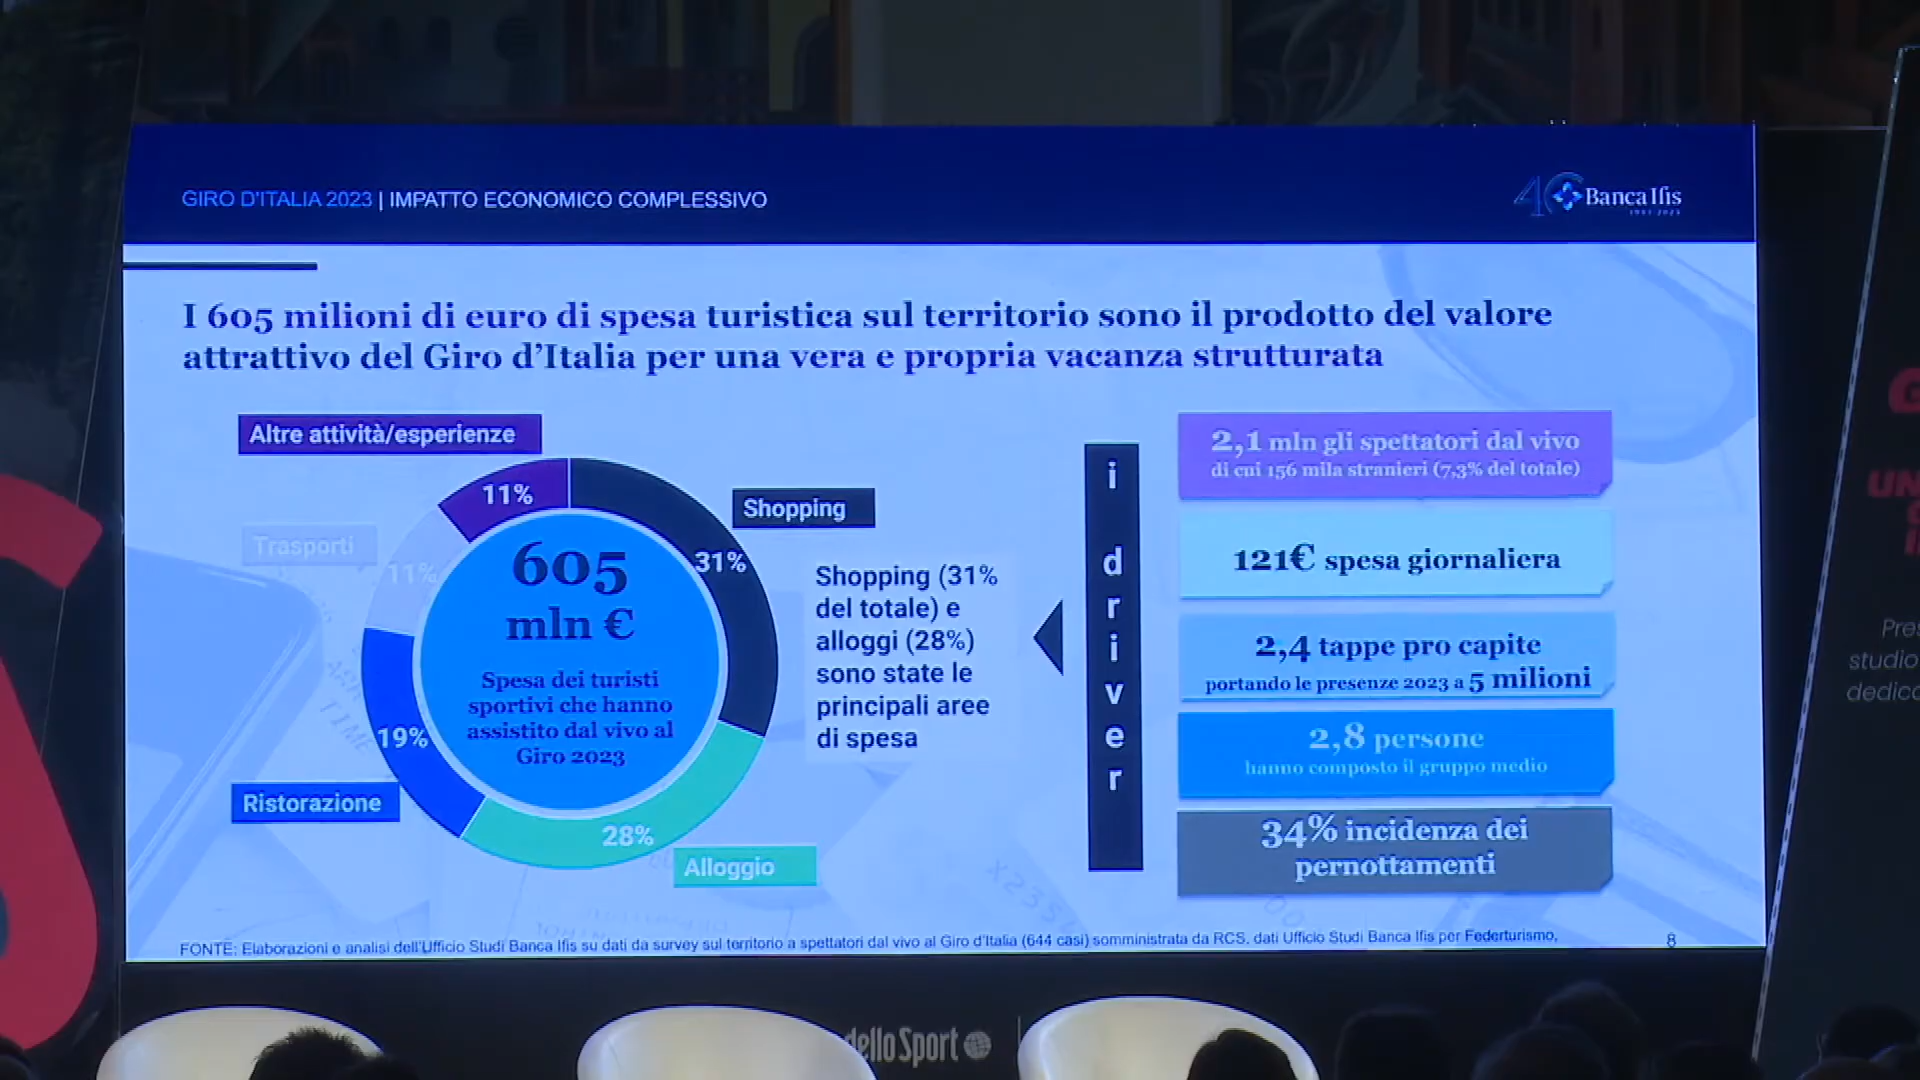 GIRO D'ITALIA 2023 | IMPATTO ECONOMICO COMPLESSIVO
40 Banca Ifis
I 605 milioni di euro di spesa turistica sul territorio sono il prodotto del valore
attrattivo del Giro d'Italia per una vera e propria vacanza strutturata
Altre attività/esperienze
11%
Shopping
31%
Trasporti
11%
605
mln €
Spesa dei turisti
sportivi che hanno
assistito dal vivo al
Giro 2023
19%
Ristorazione
28%
Alloggio
Shopping (31%
del totale) e
alloggi (28%)
sono state le
principali aree
di spesa
i driver
2,1 mln gli spettatori dal vivo
di cui 156 mila stranieri (7,3% del totale)
121€ spesa giornaliera
2,4 tappe pro capite
portando le presenze 2023 a 5 milioni
2,8 persone
hanno composto il gruppo medio
34% incidenza dei
pernottamenti
FONTE: Elaborazioni e analisi dell'Ufficio Studi Banca Ifis su dati da survey sul territorio a spettatori dal vivo al Giro d'Italia (644 casi) somministrata da RCS, dati Ufficio Studi Banca Ifis per Federturismo,
8
dello Sport
G
UN
Pres
studio
dedica